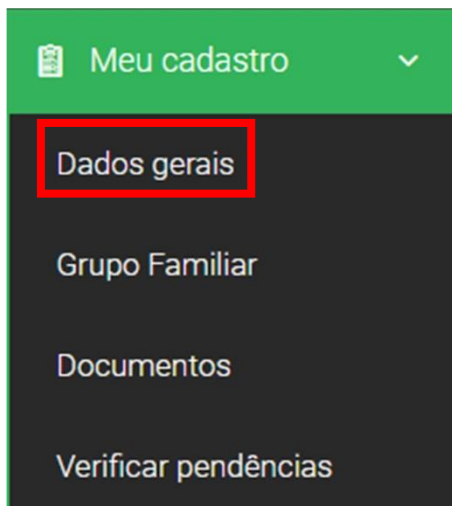 Meu cadastro
Dados gerais
Grupo Familiar
Documentos
Verificar pendências